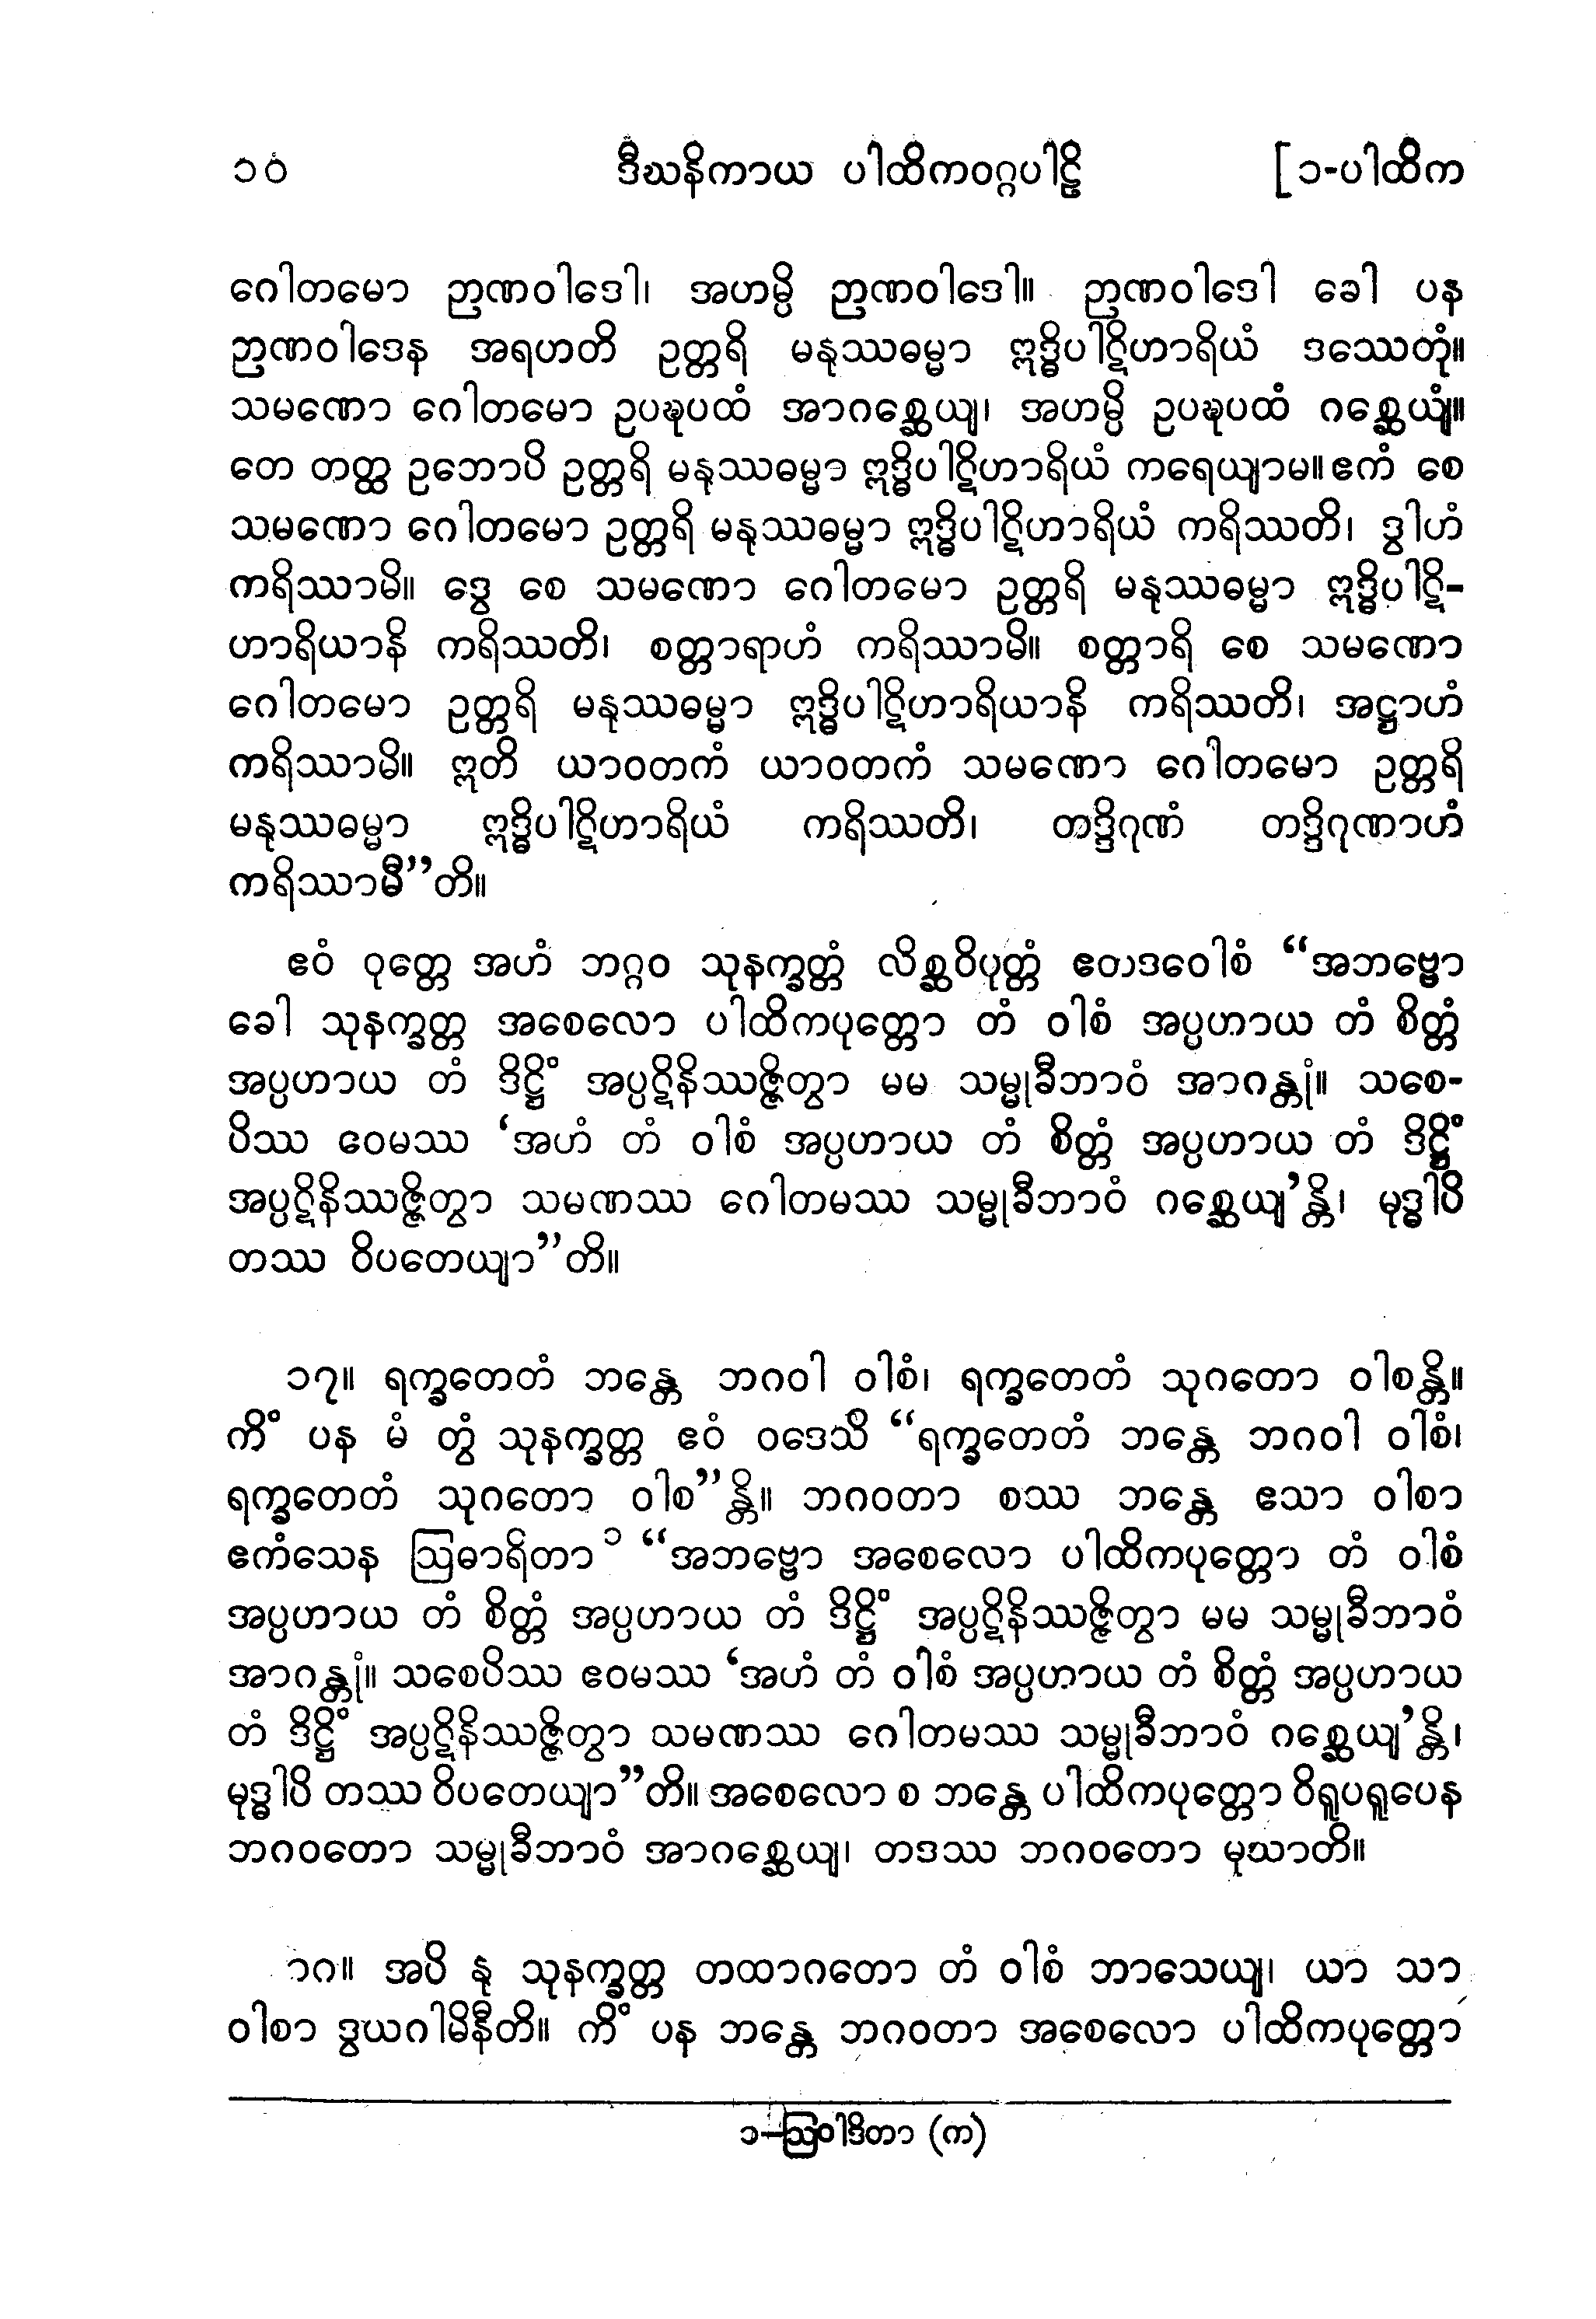 ၁၀ ဒီဃနိကာယ ပါထိကဝဂ္ဂပါဠိ [၁-ပါထိက
ဂေါတမော ဉာဏဝါဒေါ၊ အဟမ္ပိ ဉာဏဝါဒေါ။ ဉာဏဝါဒေါ ခေါ ပန
ဉာဏဝါဒေန အရဟတိ ဥတ္တရိ မနုဿဓမ္မာ ဣဒ္ဓိပါဋိဟာရိယံ ဒဿေတုံ။
သမဏော ဂေါတမော ဥပဍ္ဎပထံ အာဂစ္ဆေယျ၊ အဟမ္ပိ ဥပဍ္ဎပထံ ဂစ္ဆေယျံ။
တေ တတ္ထ ဥဘောပိ ဥတ္တရိ မနုဿဓမ္မာ ဣဒ္ဓိပါဋိဟာရိယံ ကရေယျာမ။ ဧကံ စေ
သမဏော ဂေါတမော ဥတ္တရိ မနုဿဓမ္မာ ဣဒ္ဓိပါဋိဟာရိယံ ကရိဿတိ၊ ဒွါဟံ
ကရိဿာမိ။ ဒွေ စေ သမဏော ဂေါတမော ဥတ္တရိ မနုဿဓမ္မာ ဣဒ္ဓိပါဋိ-
ဟာရိယာနိ ကရိဿတိ၊ စတ္တာရာဟံ ကရိဿာမိ။ စတ္တာရိ စေ သမဏော
ဂေါတမော ဥတ္တရိ မနုဿဓမ္မာ ဣဒ္ဓိပါဋိဟာရိယာနိ ကရိဿတိ၊ အဋ္ဌာဟံ
ကရိဿာမိ။ ဣတိ ယာဝတကံ ယာဝတကံ သမဏော ဂေါတမော ဥတ္တရိ
မနုဿဓမ္မာ ဣဒ္ဓိပါဋိဟာရိယံ ကရိဿတိ၊ တဒ္ဒိဂုဏံ တဒ္ဒိဂုဏာဟံ
ကရိဿာမီ”တိ။
ဧဝံ ဝုတ္တေ အဟံ ဘဂ္ဂဝ သုနက္ခတ္တံ လိစ္ဆဝိပုတ္တံ ဧတဒဝေါစံ “အဘဗ္ဗော
ခေါ သုနက္ခတ္တ အစေလော ပါထိကပုတ္တော တံ ဝါစံ အပ္ပဟာယ တံ စိတ္တံ
အပ္ပဟာယ တံ ဒိဋ္ဌိံ အပ္ပဋိနိဿဇ္ဇိတွာ မမ သမ္မုခီဘာဝံ အာဂန္တုံ။ သစေ-
ပိဿ ဧဝမဿ ‘အဟံ တံ ဝါစံ အပ္ပဟာယ တံ စိတ္တံ အပ္ပဟာယ တံ ဒိဋ္ဌိံ
အပ္ပဋိနိဿဇ္ဇိတွာ သမဏဿ ဂေါတမဿ သမ္မုခီဘာဝံ ဂစ္ဆေယျ’န္တိ၊ မုဒ္ဓါပိ
တဿ ဝိပတေယျာ”တိ။
၁၇။ ရက္ခတေတံ ဘန္တေ ဘဂဝါ ဝါစံ၊ ရက္ခတေတံ သုဂတော ဝါစန္တိ။
ကိံ ပန မံ တွံ သုနက္ခတ္တ ဧဝံ ဝဒေသိ “ရက္ခတေတံ ဘန္တေ ဘဂဝါ ဝါစံ၊
ရက္ခတေတံ သုဂတော ဝါစ”န္တိ။ ဘဂဝတာ စဿ ဘန္တေ ဧသာ ဝါစာ
ဧကံသေန ဩဓာရိတာ ၁ “အဘဗ္ဗော အစေလော ပါထိကပုတ္တော တံ ဝါစံ
အပ္ပဟာယ တံ စိတ္တံ အပ္ပဟာယ တံ ဒိဋ္ဌိံ အပ္ပဋိနိဿဇ္ဇိတွာ မမ သမ္မုခီဘာဝံ
အာဂန္တုံ။ သစေပိဿ ဧဝမဿ ‘အဟံ တံ ဝါစံ အပ္ပဟာယ တံ စိတ္တံ အပ္ပဟာယ
တံ ဒိဋ္ဌိံ အပ္ပဋိနိဿဇ္ဇိတွာ သမဏဿ ဂေါတမဿ သမ္မုခီဘာဝံ ဂစ္ဆေယျ’န္တိ၊
မုဒ္ဓါပိ တဿ ဝိပတေယျာ”တိ။ အစေလော စ ဘန္တေ ပါထိကပုတ္တော ဝိရူပရူပေန
ဘဂဝတော သမ္မုခီဘာဝံ အာဂစ္ဆေယျ၊ တဒဿ ဘဂဝတော မုသာတိ။
၁၈။ အပိ နု သုနက္ခတ္တ တထာဂတော တံ ဝါစံ ဘာသေယျ၊ ယာ သာ
ဝါစာ ဒွယဂါမိနီတိ။ ကိံ ပန ဘန္တေ ဘဂဝတာ အစေလော ပါထိကပုတ္တော
၁-ဩဝါဒိတာ (က)